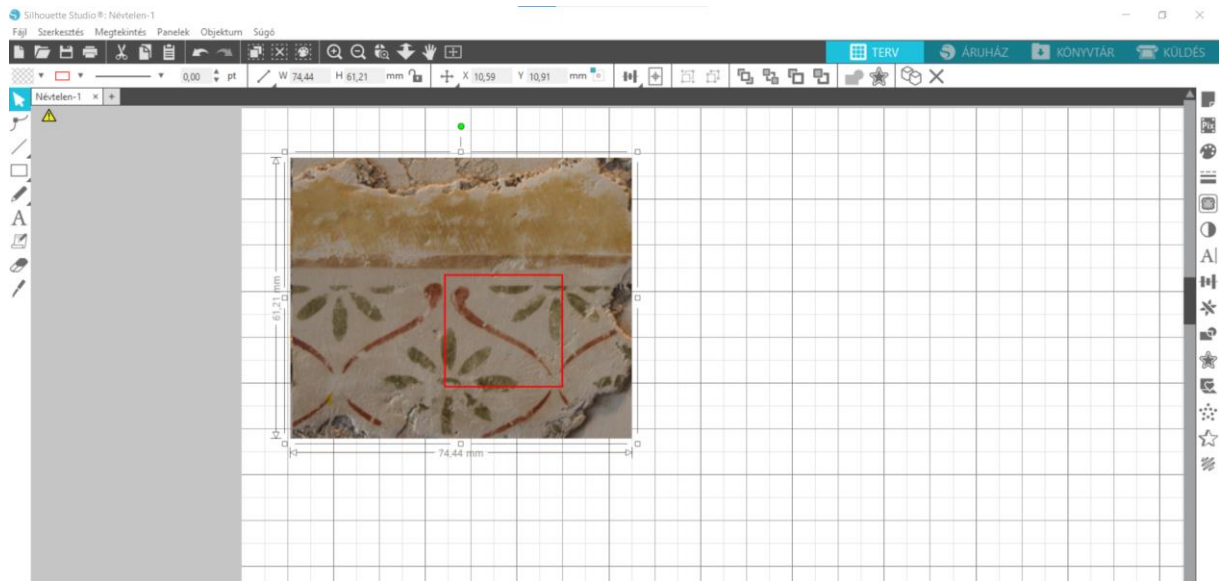 Silhouette Studio®: Névtelen-1
Fájl Szerkesztés Megtekintés Panelek Objektum Súgó
TERV ÁRUHÁZ KÖNYVTÁR KÜLDÉS
0,00 pt W 74,44 H 61,21 mm X 10,59 Y 10,91 mm
Névtelen-1 × +
Pix
A
A
61,21 mm
74,44 mm